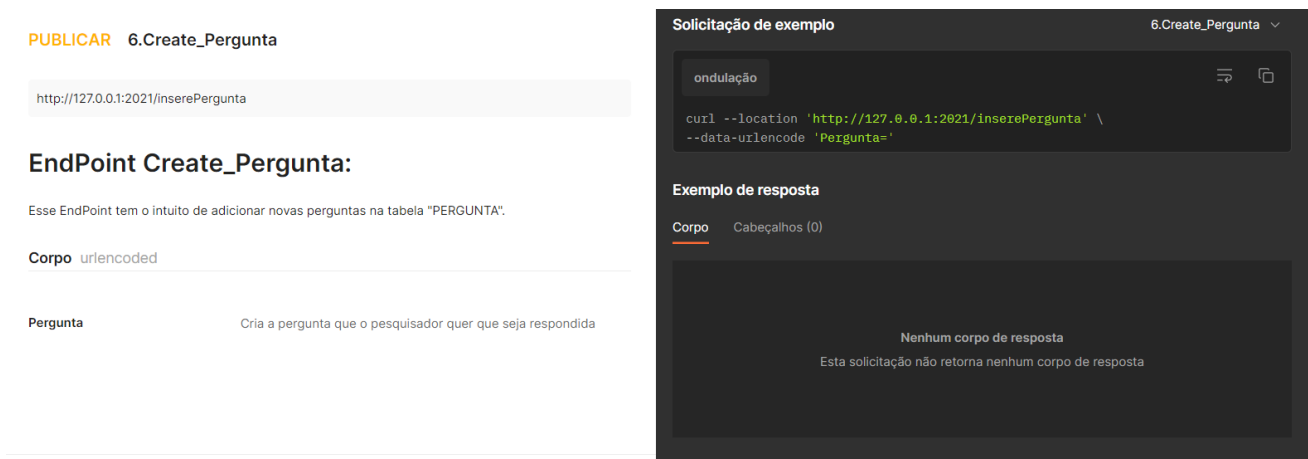 PUBLICAR 6.Create_Pergunta
http://127.0.0.1:2021/inserePergunta
EndPoint Create_Pergunta:
Esse EndPoint tem o intuito de adicionar novas perguntas na tabela "PERGUNTA".
Corpo urlencoded
Pergunta Cria a pergunta que o pesquisador quer que seja respondida
Solicitação de exemplo 6.Create_Pergunta
ondulação
curl --location 'http://127.0.0.1:2021/inserePergunta' \
--data-urlencode 'Pergunta='
Exemplo de resposta
Corpo Cabeçalhos (0)
Nenhum corpo de resposta
Esta solicitação não retorna nenhum corpo de resposta